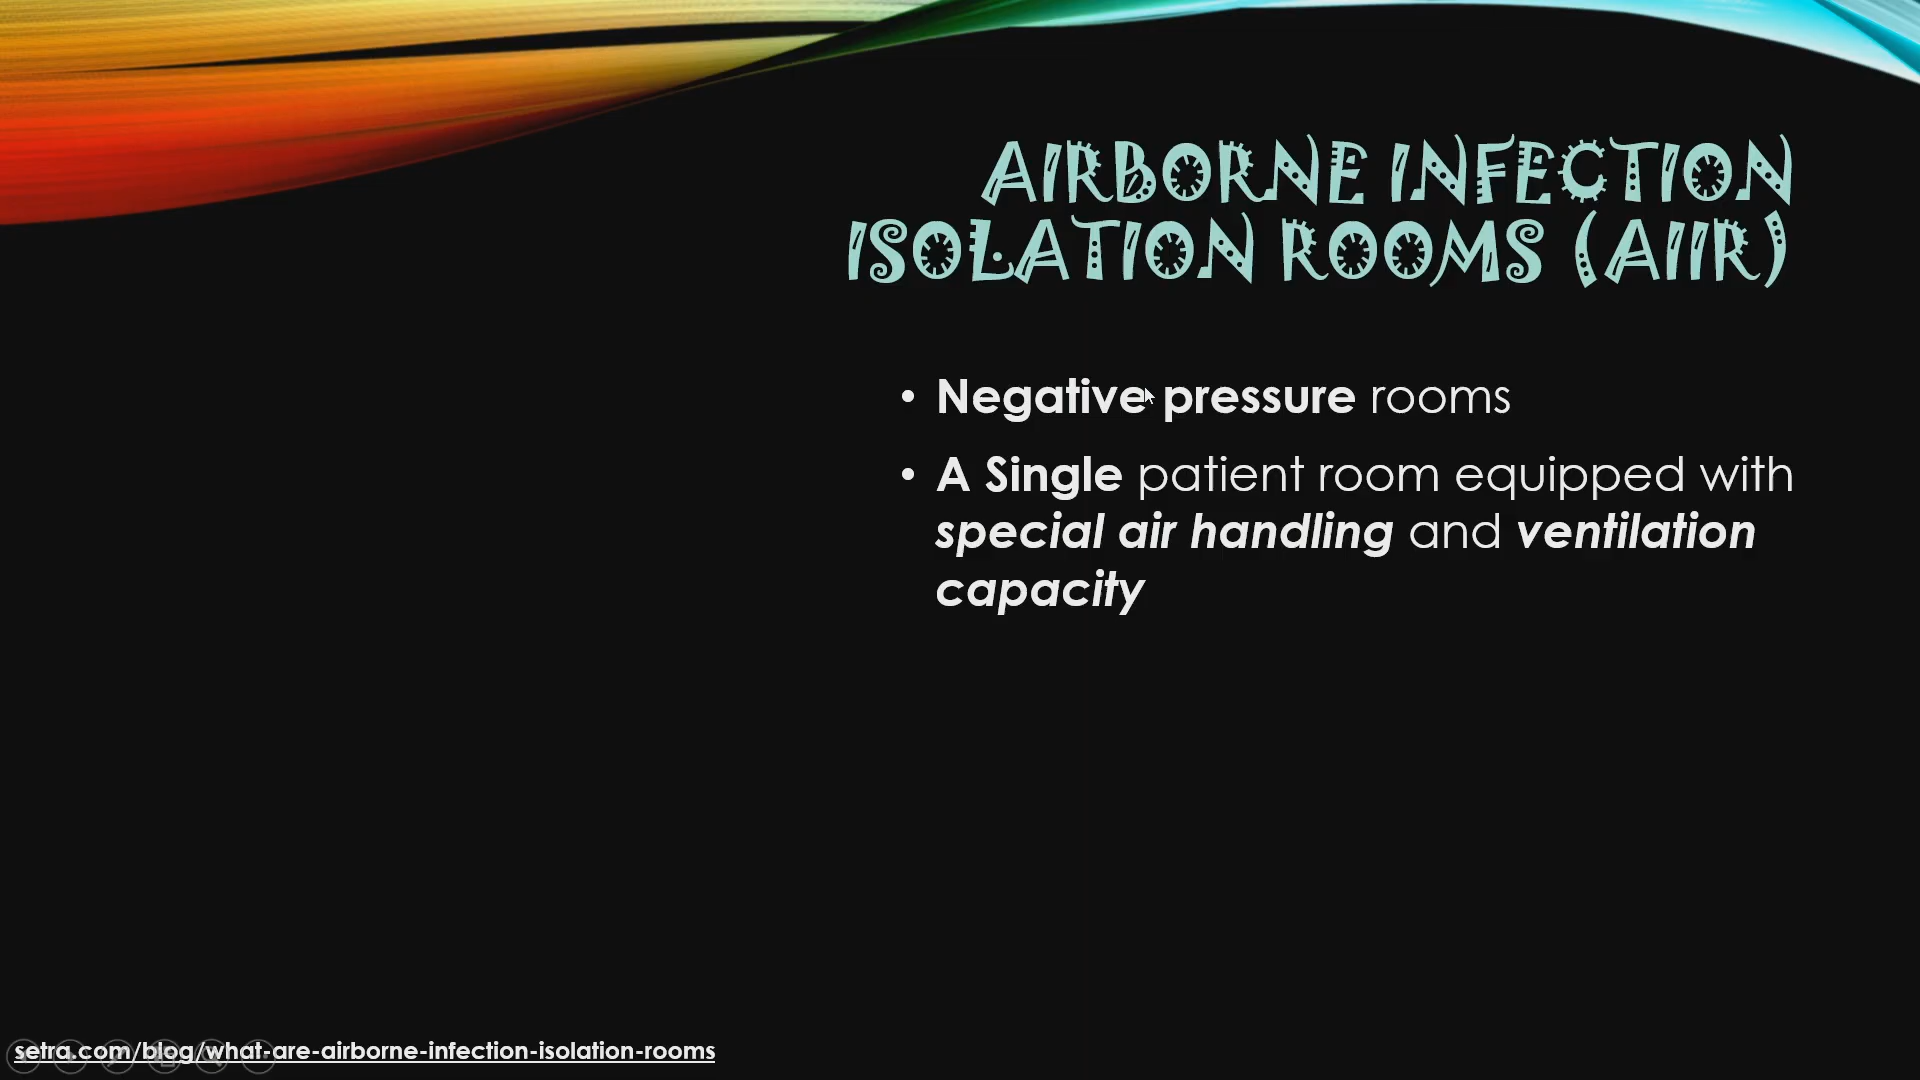 AIRBORNE INFECTION
ISOLATION ROOMS (AIIR)
• Negative pressure rooms
• A Single patient room equipped with
special air handling and ventilation
capacity
setra.com/blog/what-are-airborne-infection-isolation-rooms